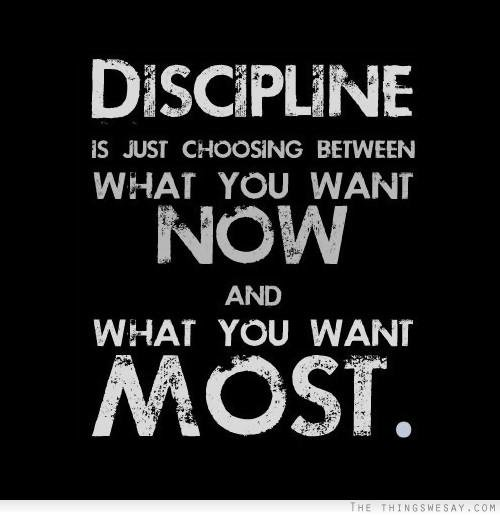 DISCIPLINE
IS JUST CHOOSING BETWEEN
WHAT YOU WANT
NOW
AND
WHAT YOU WANT
MOST.
THE THINGSWESAY.COM